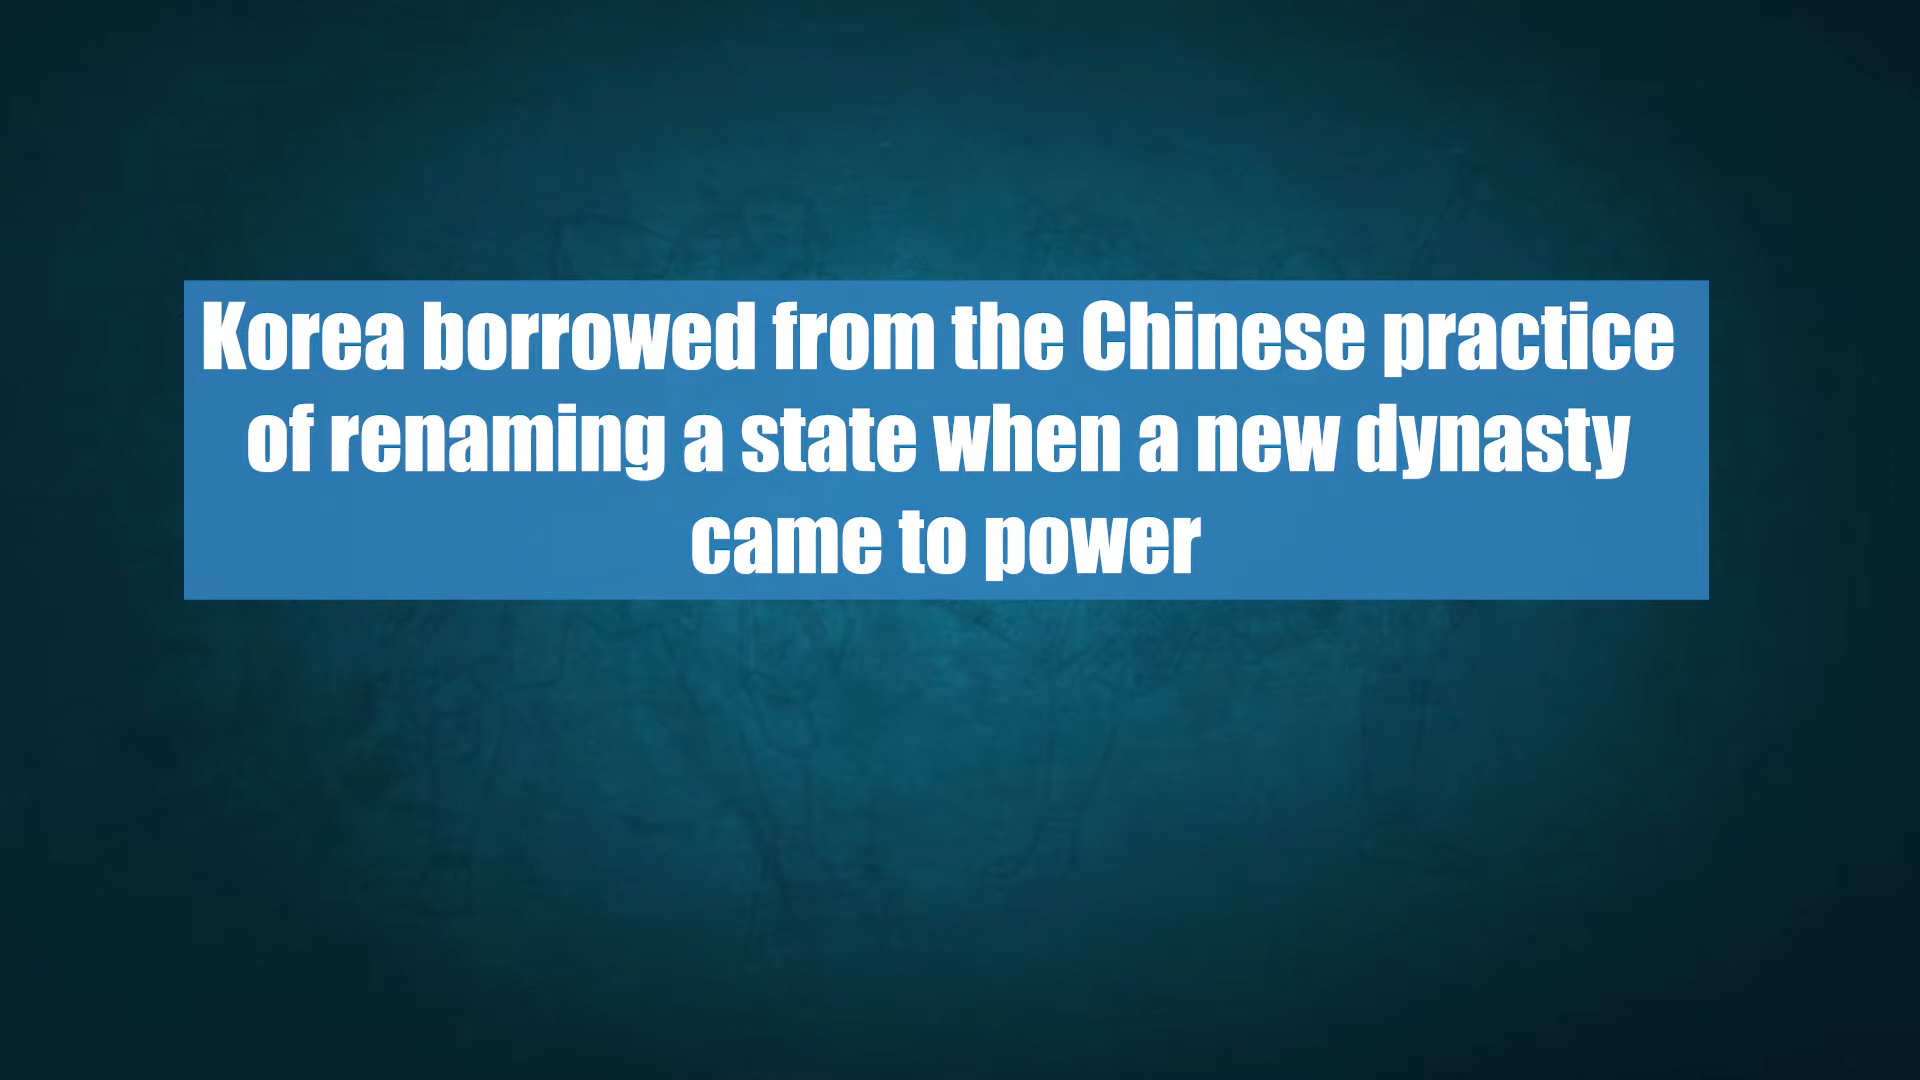 Korea borrowed from the Chinese practice
of renaming a state when a new dynasty
came to power